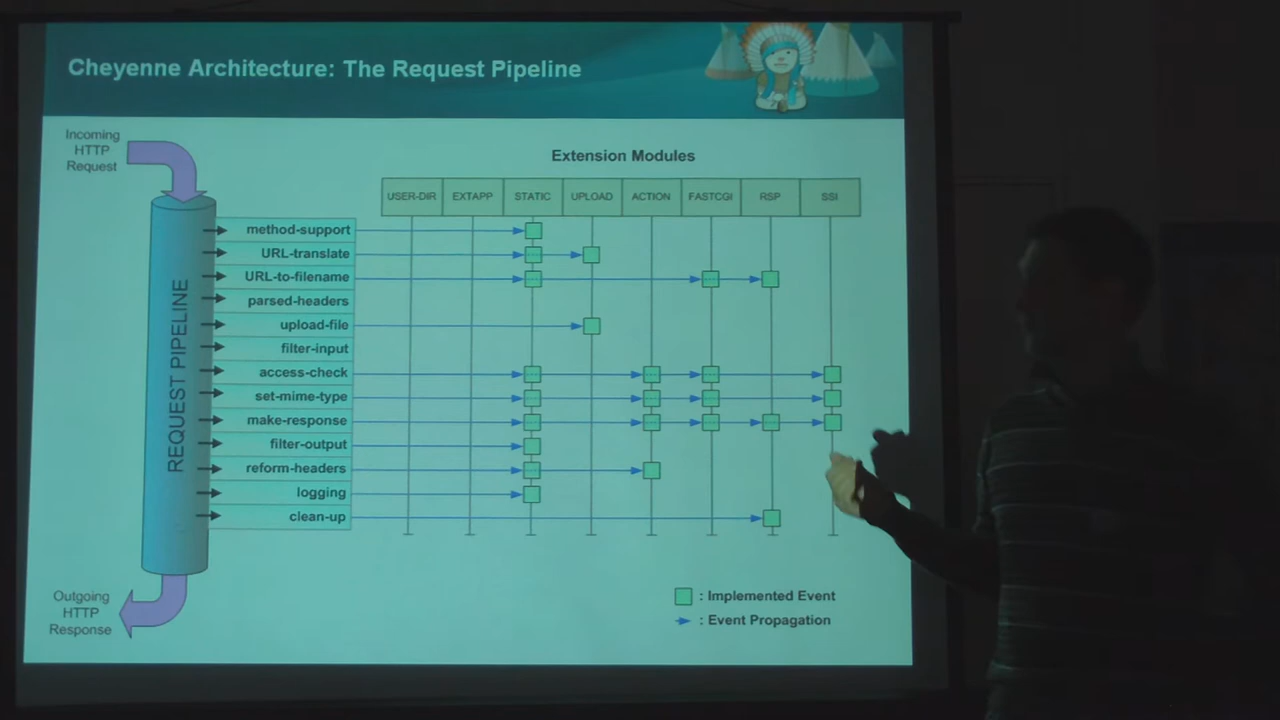 Cheyenne Architecture: The Request Pipeline
Incoming
HTTP
Request
Extension Modules
USER-DIR EXTAPP STATIC UPLOAD ACTION FASTCGI RSP SSI
REQUEST PIPELINE
method-support
URL-translate
URL-to-filename
parsed-headers
upload-file
filter-input
access-check
set-mime-type
make-response
filter-output
reform-headers
logging
clean-up
Outgoing
HTTP
Response
: Implemented Event
: Event Propagation